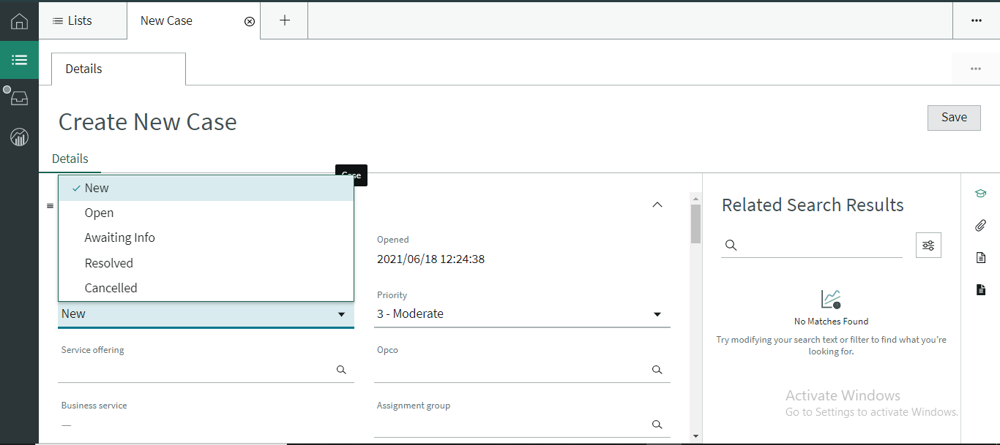 Lists
New Case
Details
Create New Case
Save
Details
New
Open
Awaiting Info
Resolved
Cancelled
New
Opened
2021/06/18 12:24:38
Priority
3 - Moderate
Service offering
Opco
Business service
—
Assignment group
Related Search Results
No Matches Found
Try modifying your search text or filter to find what you're
looking for.
Activate Windows
Go to Settings to activate Windows.